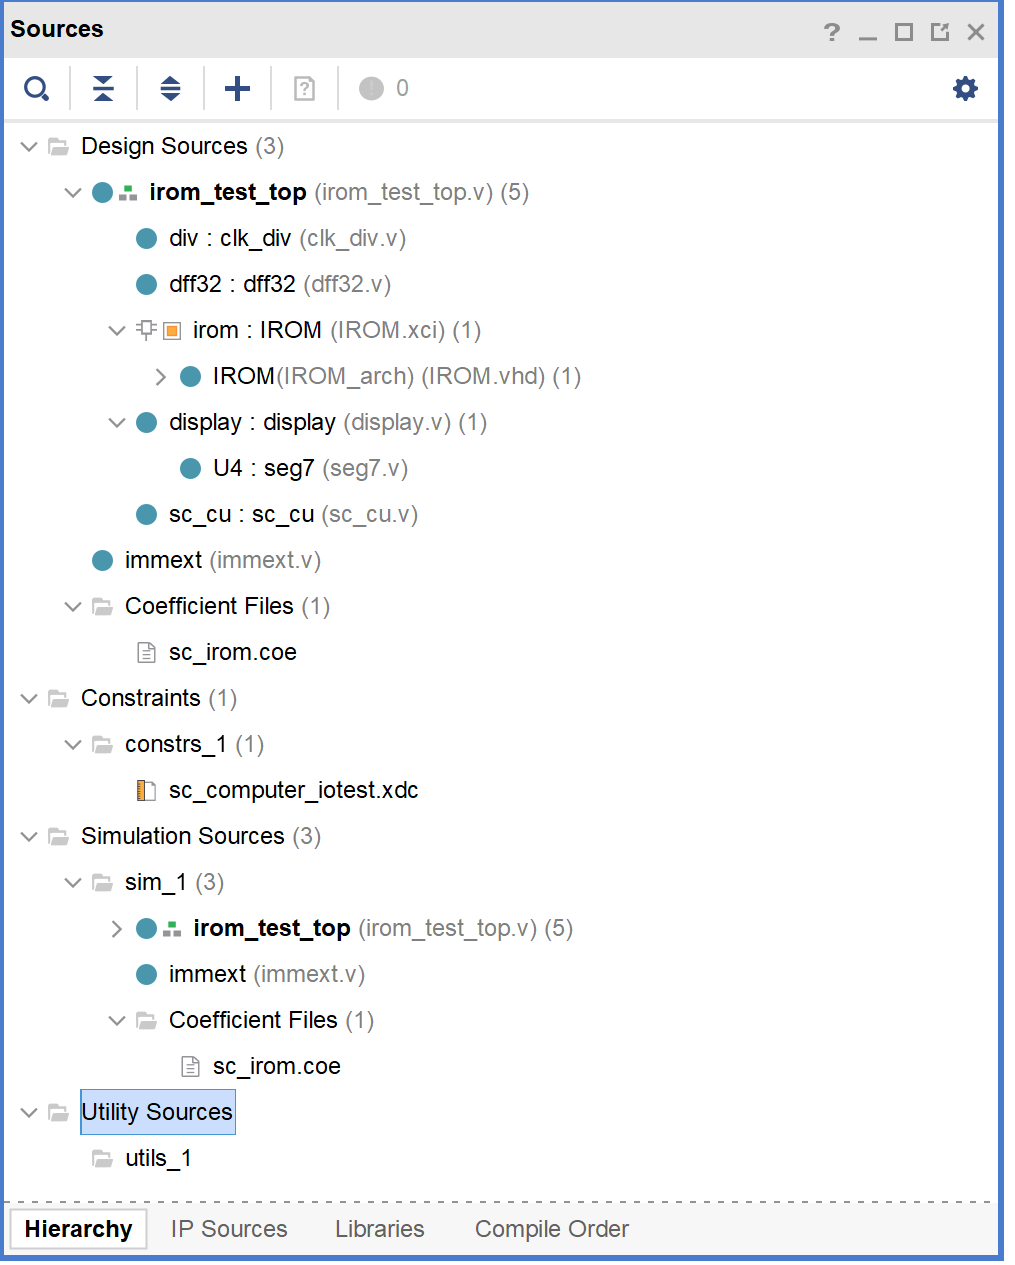 Sources
0
Design Sources (3)
irom_test_top (irom_test_top.v) (5)
div : clk_div (clk_div.v)
dff32 : dff32 (dff32.v)
irom : IROM (IROM.xci) (1)
IROM(IROM_arch) (IROM.vhd) (1)
display : display (display.v) (1)
U4 : seg7 (seg7.v)
sc_cu : sc_cu (sc_cu.v)
immext (immext.v)
Coefficient Files (1)
sc_irom.coe
Constraints (1)
constrs_1 (1)
sc_computer_iotest.xdc
Simulation Sources (3)
sim_1 (3)
irom_test_top (irom_test_top.v) (5)
immext (immext.v)
Coefficient Files (1)
sc_irom.coe
Utility Sources
utils_1
Hierarchy IP Sources Libraries Compile Order